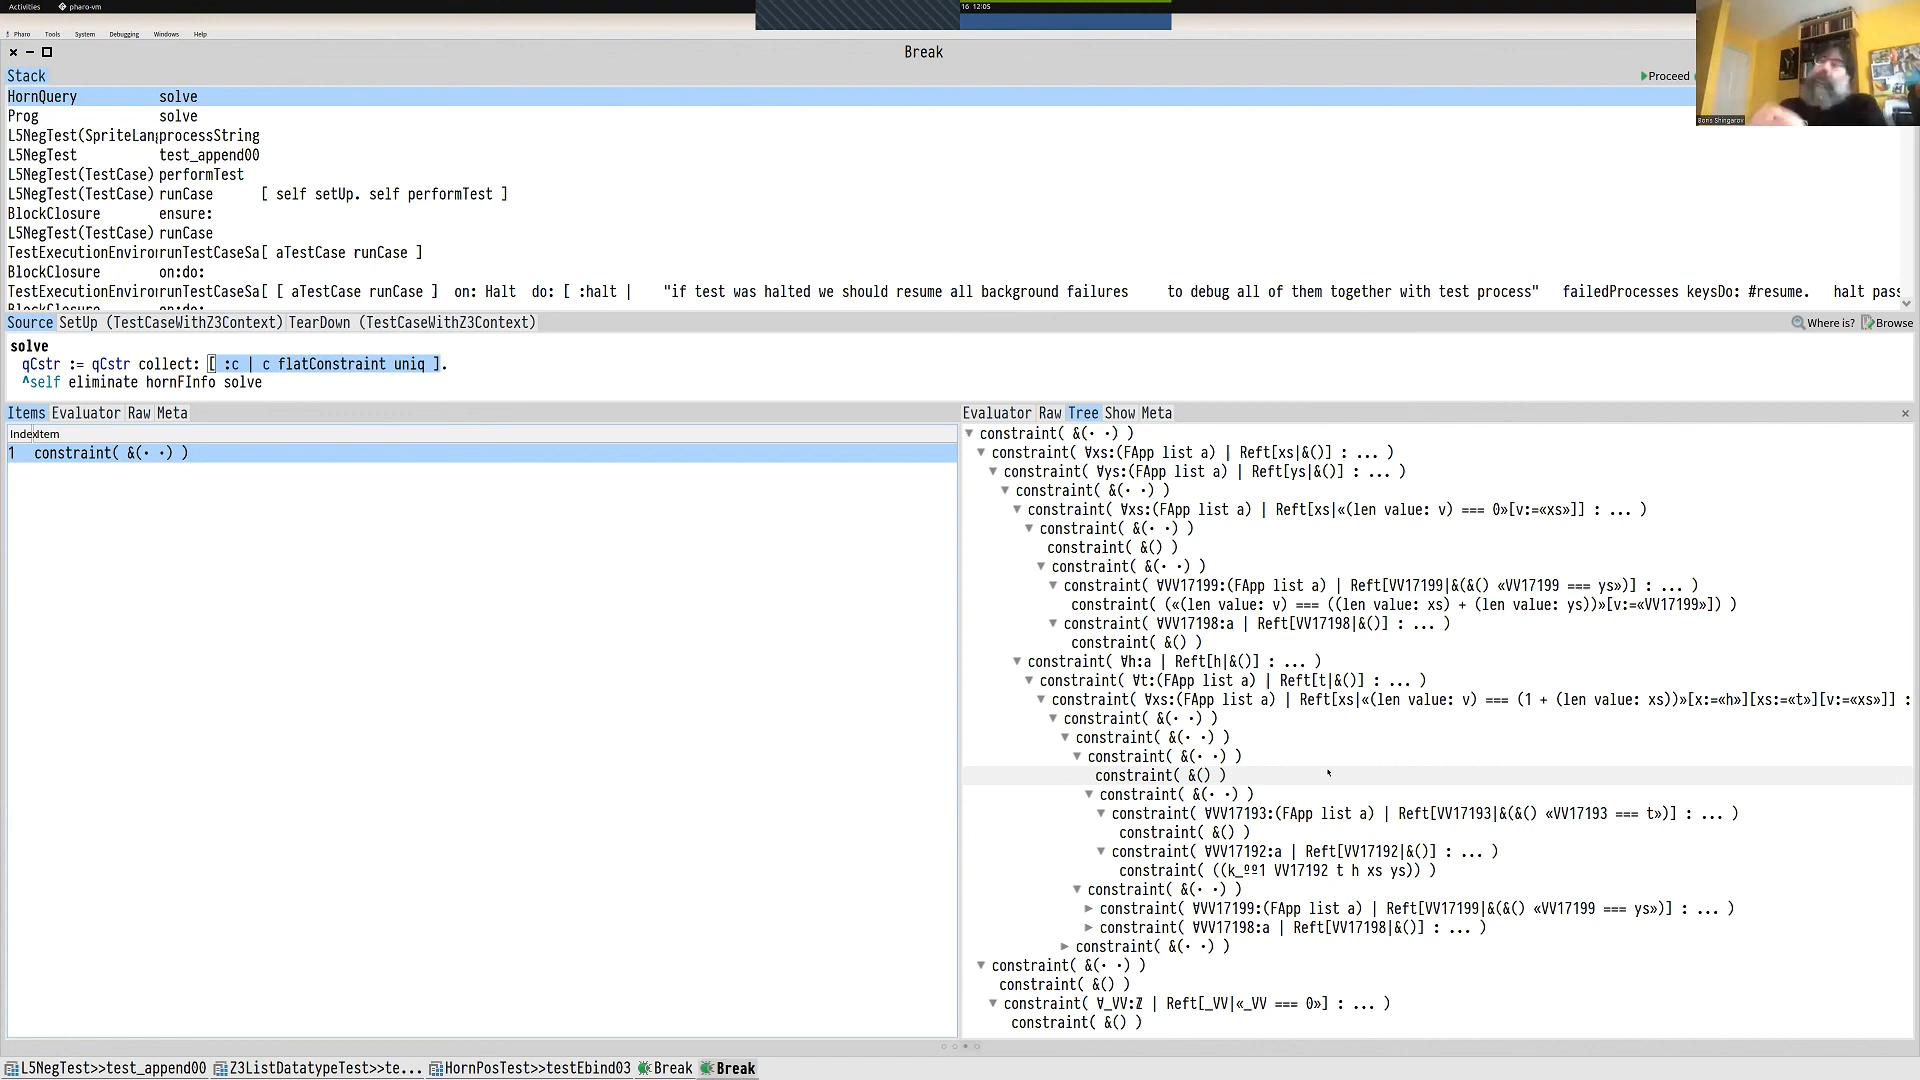 Activities pharo-vm
16 12:05
Pharo Tools System Debugging Windows Help
Break
Stack
Proceed
HornQuery solve
Prog solve
L5NegTest(SpriteLang processString
L5NegTest test_append00
L5NegTest(TestCase) performTest
L5NegTest(TestCase) runCase [ self setUp. self performTest ]
BlockClosure ensure:
L5NegTest(TestCase) runCase
TestExecutionEnviror runTestCaseSa[ aTestCase runCase ]
BlockClosure on:do:
TestExecutionEnviror runTestCaseSa[ [ aTestCase runCase ] on: Halt do: [ :halt | "if test was halted we should resume all background failures to debug all of them together with test process" failedProcesses keysDo: #resume. halt pass
BlockClosure on:do:
Boris Shingarov
Source SetUp (TestCaseWithZ3Context) TearDown (TestCaseWithZ3Context)
Where is? Browse
solve
qCstr := qCstr collect: [ :c | c flatConstraint uniq ].
^self eliminate hornFInfo solve
Items Evaluator Raw Meta
Index Item
1 constraint( &(· ·) )
Evaluator Raw Tree Show Meta
constraint( &(· ·) )
constraint( ∀xs:(FApp list a) | Reft[xs|&()] : ... )
constraint( ∀ys:(FApp list a) | Reft[ys|&()] : ... )
constraint( &(· ·) )
constraint( ∀xs:(FApp list a) | Reft[xs|«(len value: v) === 0»[v:=«xs»]] : ... )
constraint( &(· ·) )
constraint( &() )
constraint( &(· ·) )
constraint( ∀VV17199:(FApp list a) | Reft[VV17199|&(&() «VV17199 === ys»)] : ... )
constraint( («(len value: v) === ((len value: xs) + (len value: ys))»[v:=«VV17199»]) )
constraint( ∀VV17198:a | Reft[VV17198|&()] : ... )
constraint( &() )
constraint( ∀h:a | Reft[h|&()] : ... )
constraint( ∀t:(FApp list a) | Reft[t|&()] : ... )
constraint( ∀xs:(FApp list a) | Reft[xs|«(len value: v) === (1 + (len value: xs))»[x:=«h»][xs:=«t»][v:=«xs»]] :
constraint( &(· ·) )
constraint( &(· ·) )
constraint( &(· ·) )
constraint( &() )
constraint( &(· ·) )
constraint( ∀VV17193:(FApp list a) | Reft[VV17193|&(&() «VV17193 === t»)] : ... )
constraint( &() )
constraint( ∀VV17192:a | Reft[VV17192|&()] : ... )
constraint( ((k_ºº1 VV17192 t h xs ys)) )
constraint( &(· ·) )
constraint( ∀VV17199:(FApp list a) | Reft[VV17199|&(&() «VV17199 === ys»)] : ... )
constraint( ∀VV17198:a | Reft[VV17198|&()] : ... )
constraint( &(· ·) )
constraint( &(· ·) )
constraint( &() )
constraint( ∀_VV:ℤ | Reft[_VV|«_VV === 0»] : ... )
constraint( &() )
L5NegTest>>test_append00 Z3ListDatatypeTest>>te... HornPosTest>>testEbind03 Break Break